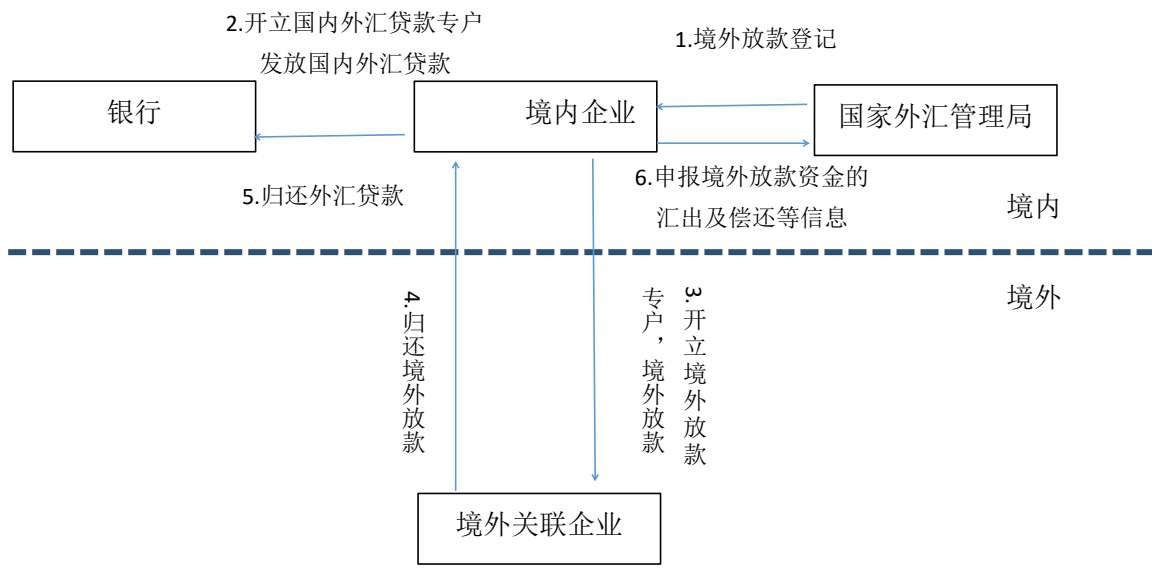 2.开立国内外汇贷款专户
发放国内外汇贷款
1.境外放款登记
银行
境内企业
国家外汇管理局
5.归还外汇贷款
6.申报境外放款资金的
汇出及偿还等信息
境内
境外
4.归还境外放款
3.开立境外放款
专户，境外放款
境外关联企业